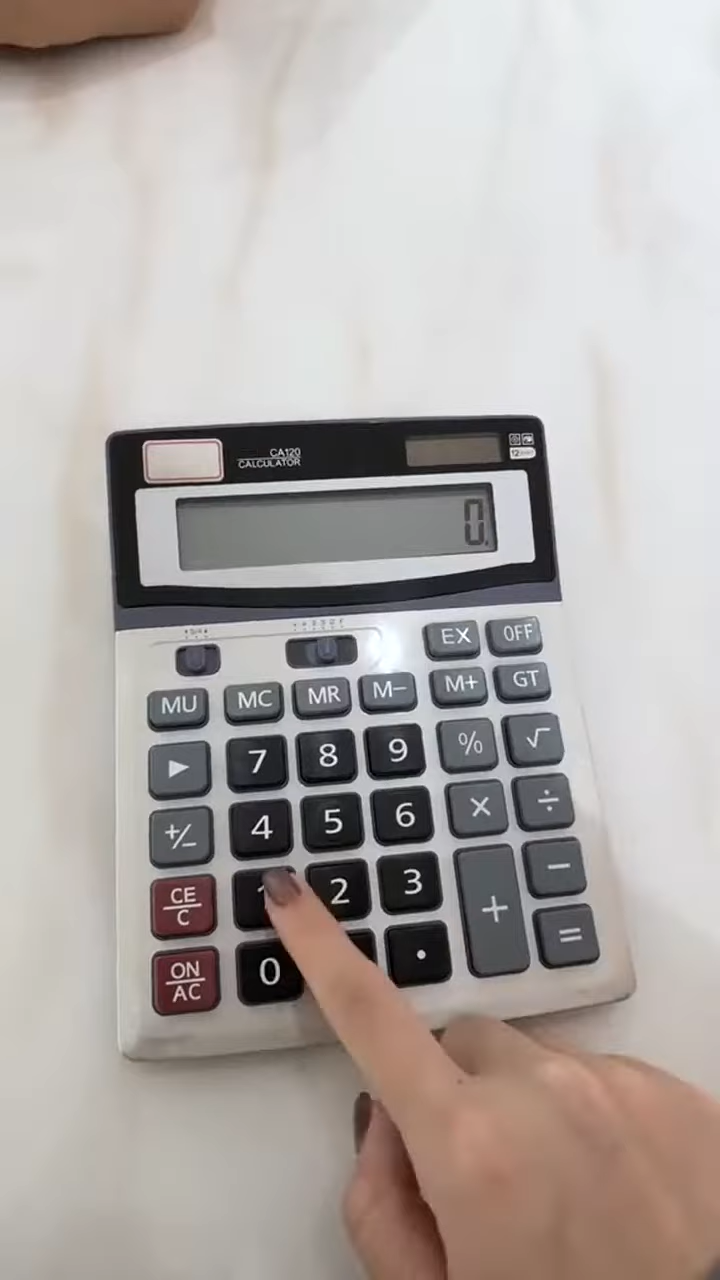 CA120
CALCULATOR
12
0.
EX OFF
MU MC MR M− M+ GT
▶ 7 8 9 % √
+/− 4 5 6 × ÷
CE/C 1 2 3 + −
ON/AC 0 . =